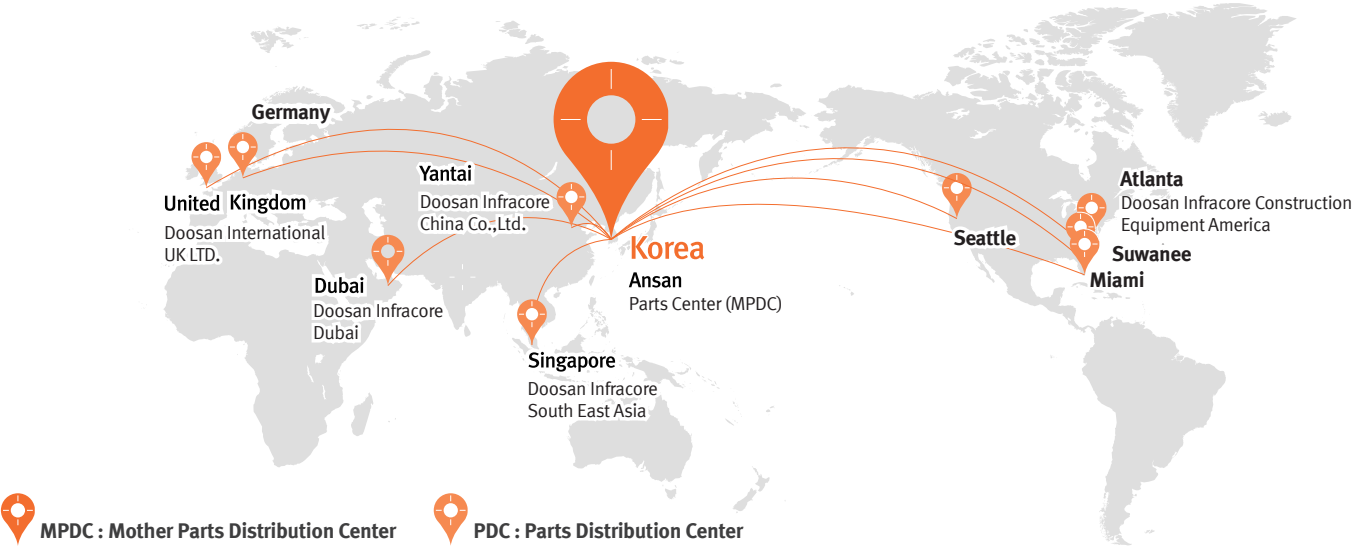 Germany
United Kingdom
Doosan International
UK LTD.
Dubai
Doosan Infracore
Dubai
Yantai
Doosan Infracore
China Co.,Ltd.
Korea
Ansan
Parts Center (MPDC)
Singapore
Doosan Infracore
South East Asia
Seattle
Atlanta
Doosan Infracore Construction
Equipment America
Suwanee
Miami
MPDC : Mother Parts Distribution Center
PDC : Parts Distribution Center